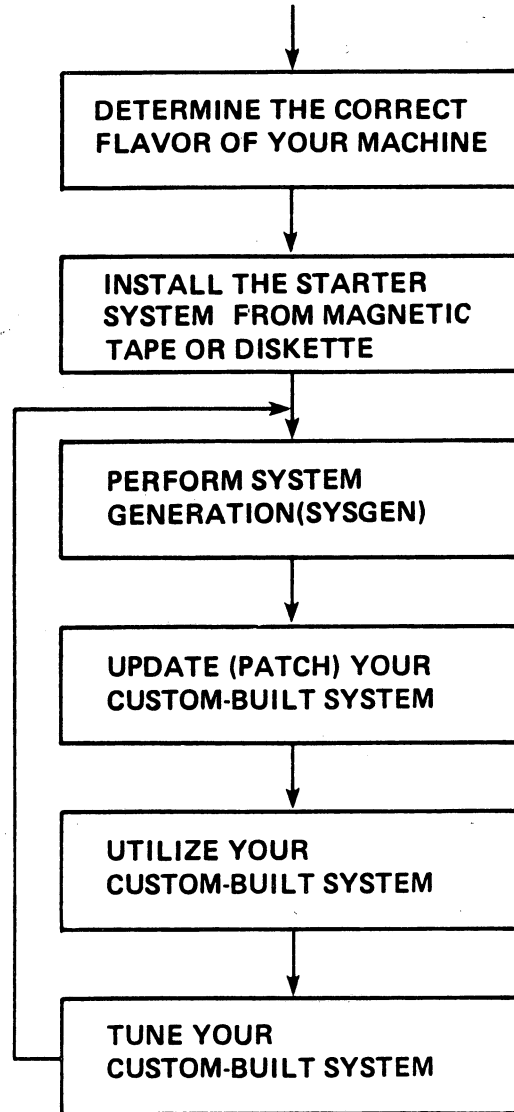 DETERMINE THE CORRECT
FLAVOR OF YOUR MACHINE
INSTALL THE STARTER
SYSTEM FROM MAGNETIC
TAPE OR DISKETTE
PERFORM SYSTEM
GENERATION(SYSGEN)
UPDATE (PATCH) YOUR
CUSTOM-BUILT SYSTEM
UTILIZE YOUR
CUSTOM-BUILT SYSTEM
TUNE YOUR
CUSTOM-BUILT SYSTEM